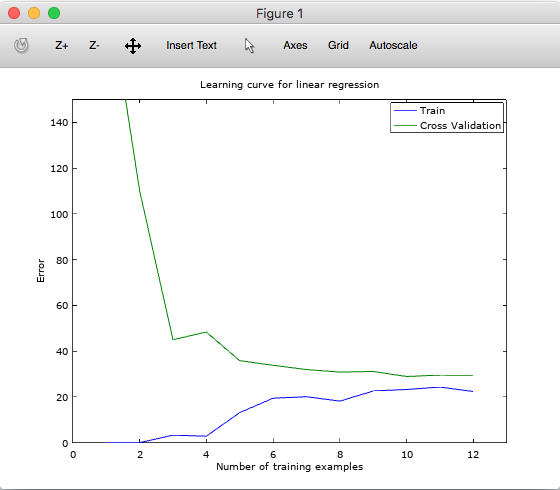 Figure 1
Z+ Z- Insert Text Axes Grid Autoscale
Learning curve for linear regression
Train
Cross Validation
140
120
100
80
60
40
20
0
Error
0 2 4 6 8 10 12
Number of training examples